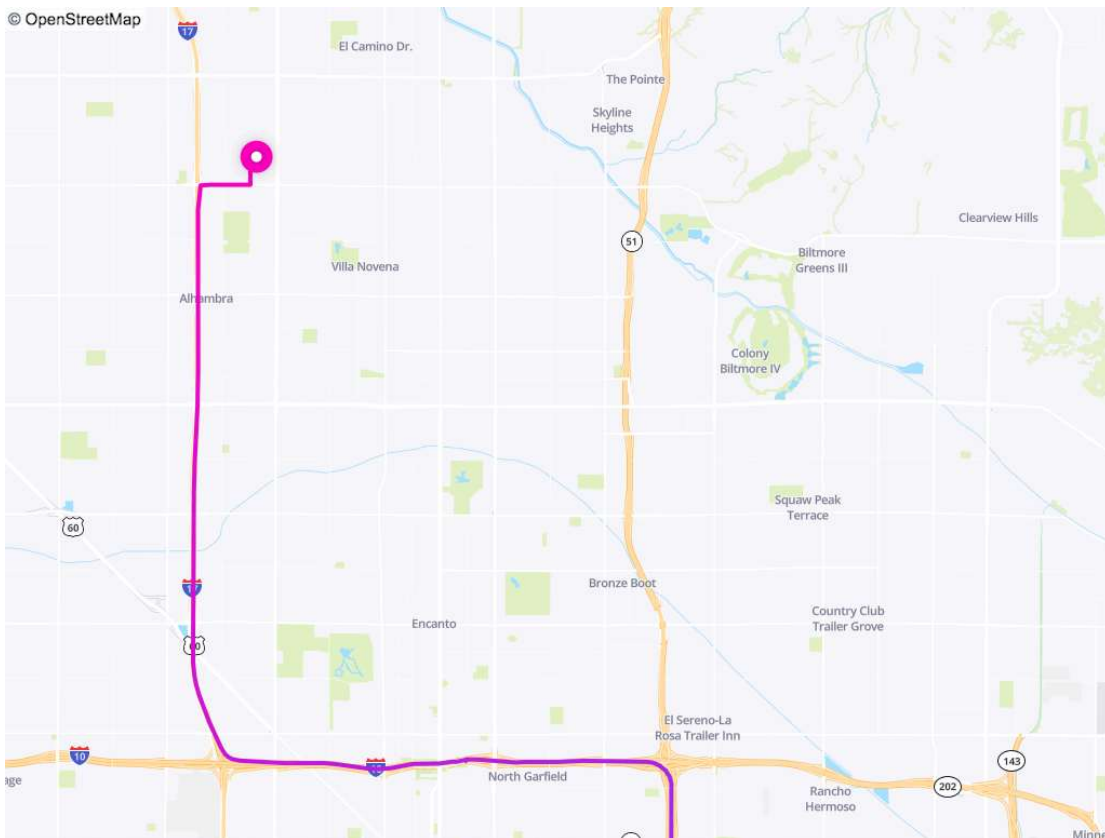 © OpenStreetMap
17
El Camino Dr.
The Pointe
Skyline
Heights
Clearview Hills
51
Biltmore
Greens III
Villa Novena
Alhambra
Colony
Biltmore IV
Squaw Peak
Terrace
60
Bronze Boot
17
Country Club
Trailer Grove
Encanto
60
El Sereno-La
Rosa Trailer Inn
10
143
North Garfield
202
Rancho
Hermoso